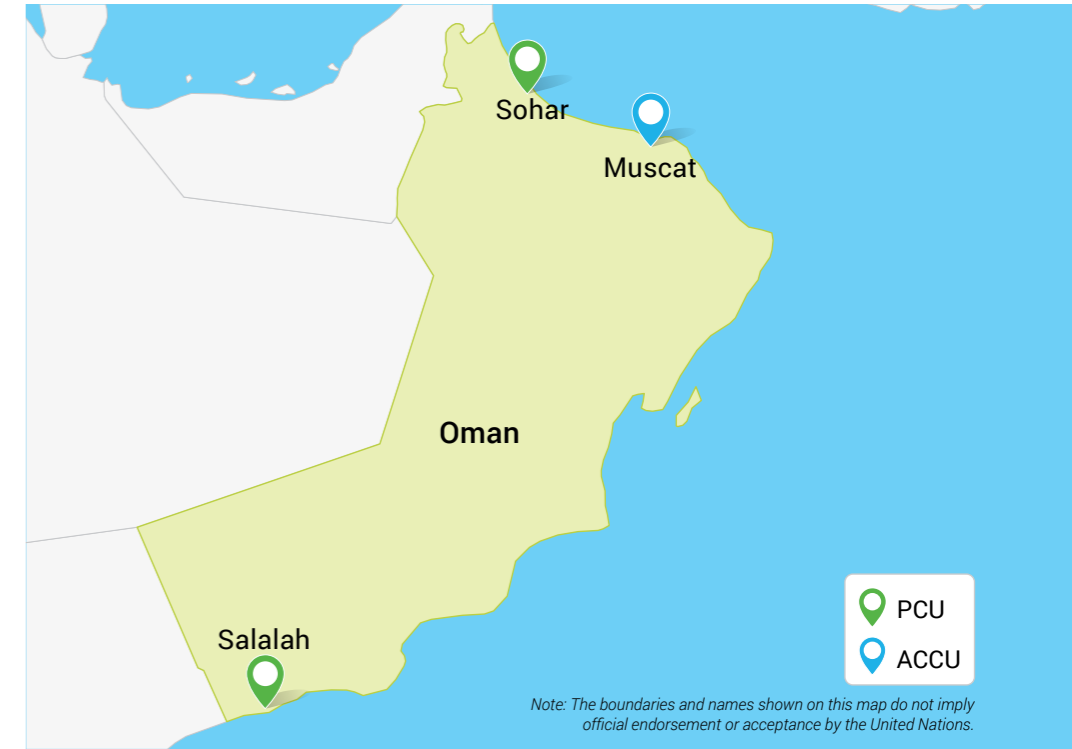 Sohar
Muscat
Oman
Salalah
PCU
ACCU
Note: The boundaries and names shown on this map do not imply
official endorsement or acceptance by the United Nations.